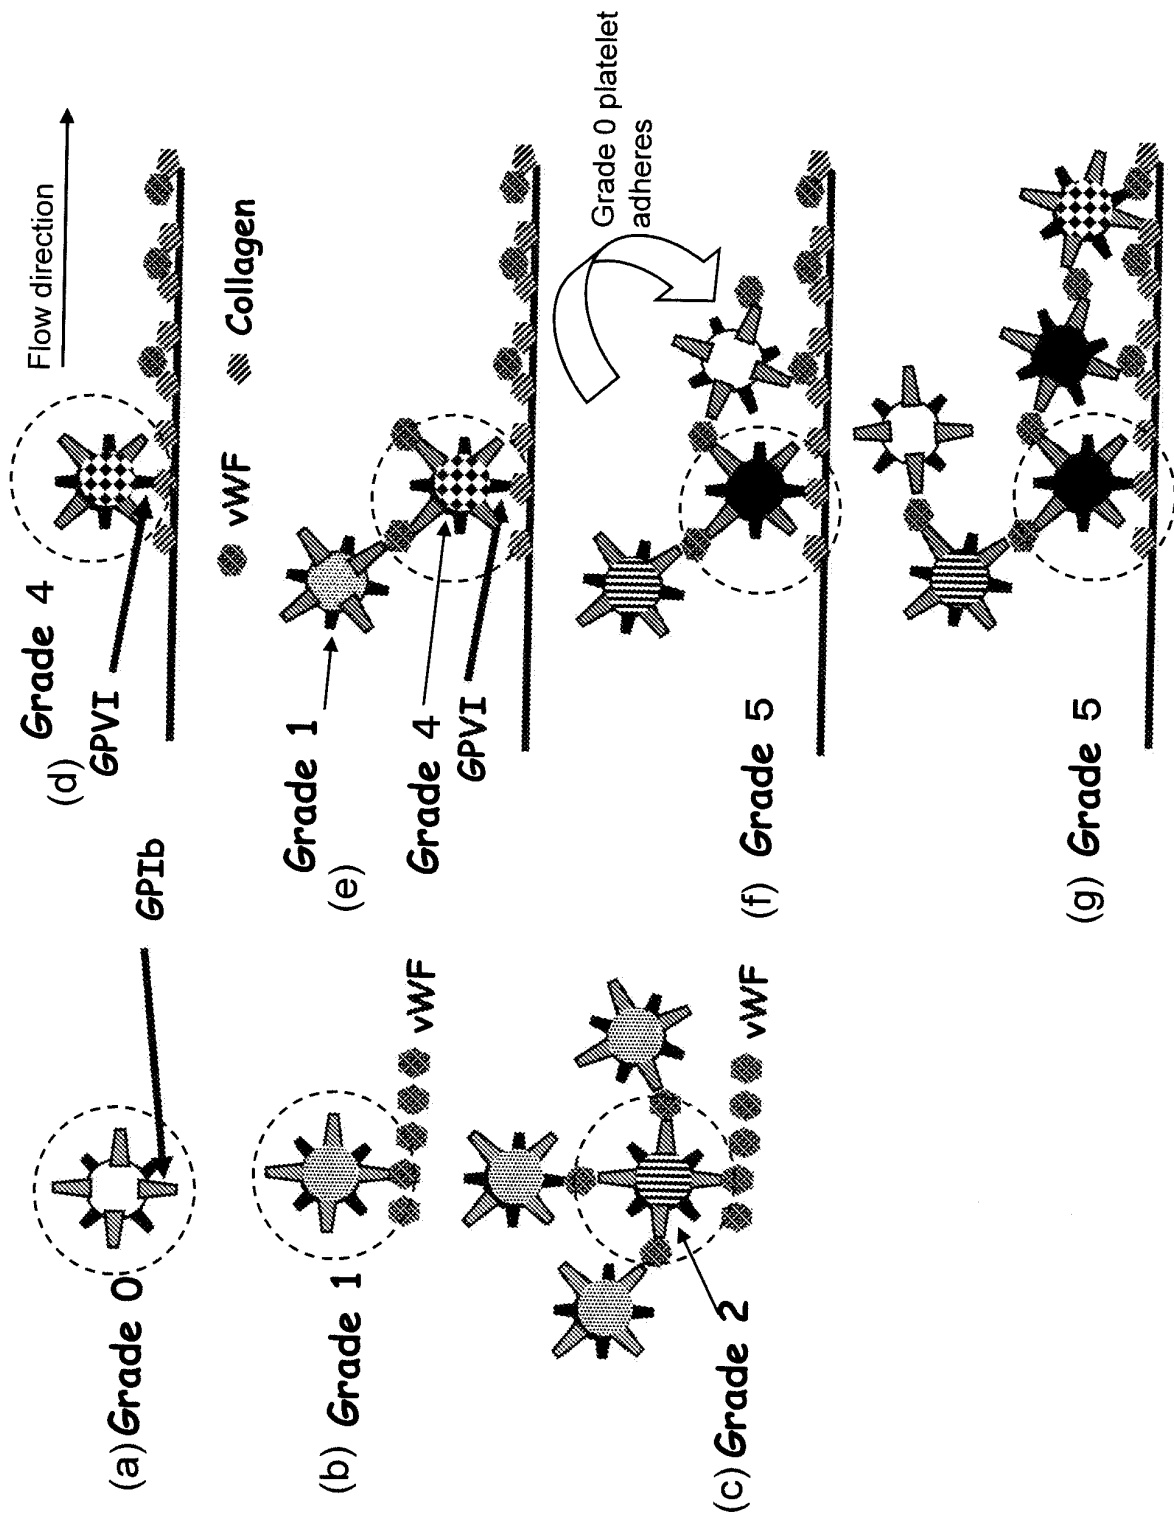 (a) Grade 0
GPIb
(b) Grade 1
vWF
(c) Grade 2
vWF
Grade 4
(d)
GPVI
Flow direction
vWF
Collagen
Grade 1
(e)
Grade 4
GPVI
Grade 0 platelet
adheres
(f) Grade 5
(g) Grade 5